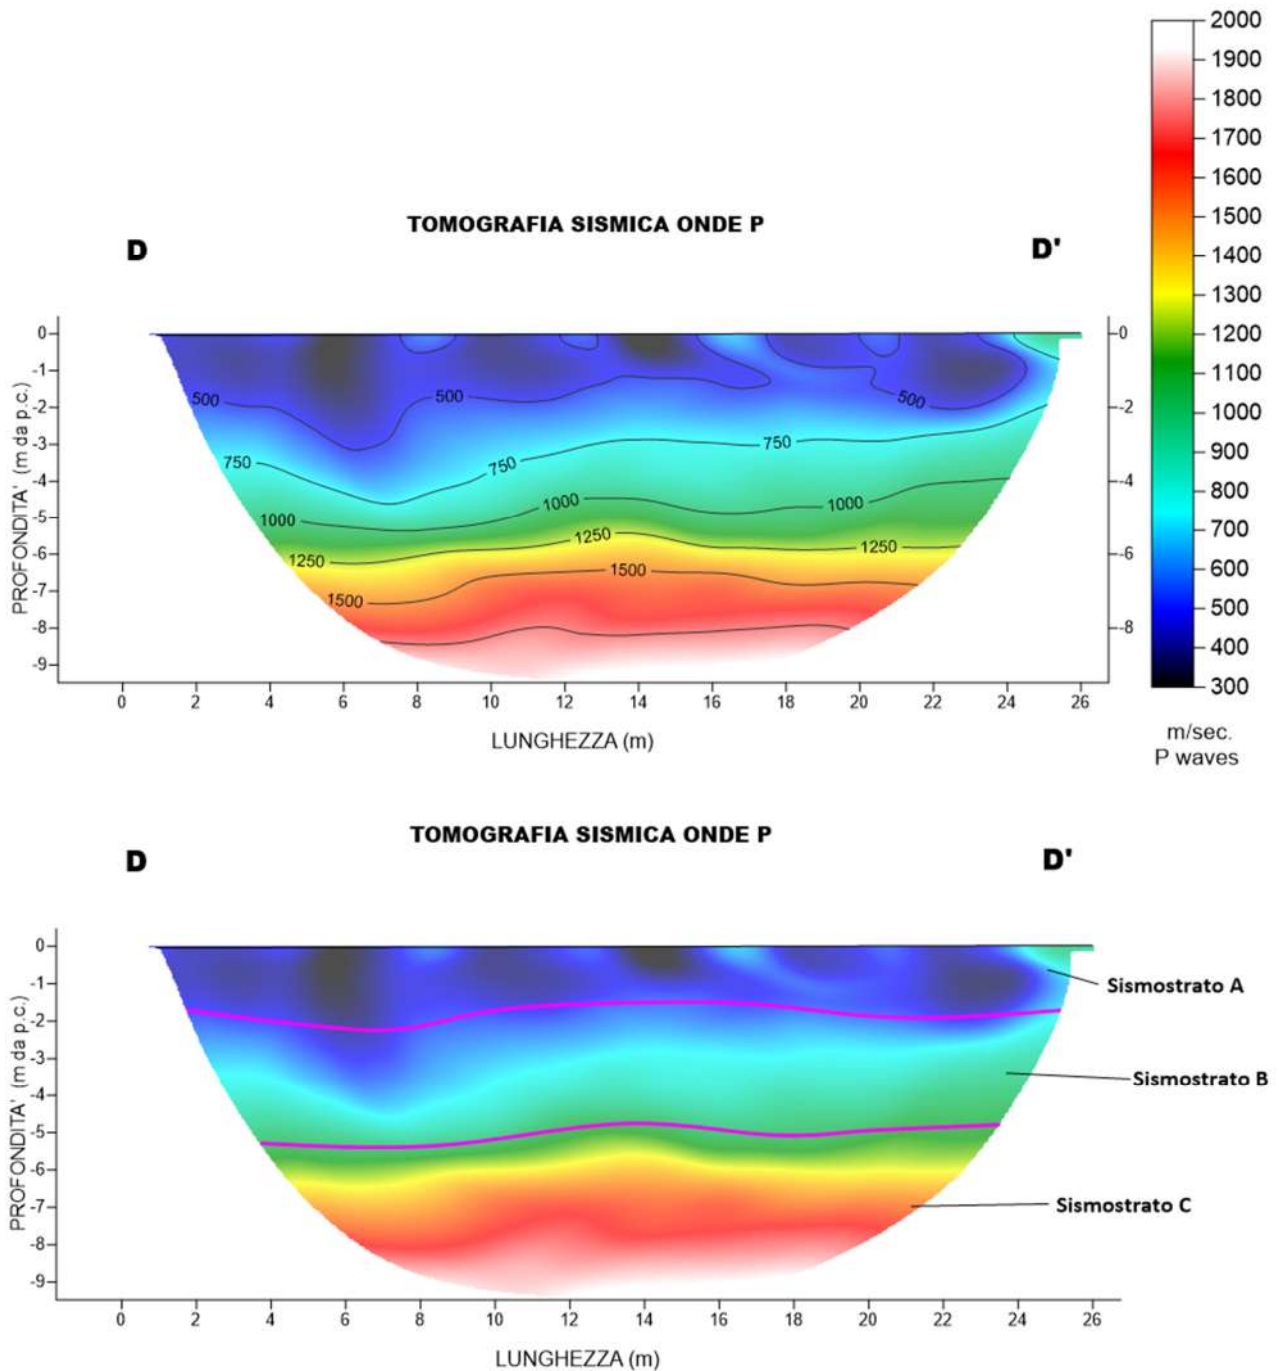 2000
1900
1800
1700
1600
1500
1400
1300
1200
1100
1000
900
800
700
600
500
400
300
m/sec.
P waves
TOMOGRAFIA SISMICA ONDE P
D D'
0
-1
-2
-3
-4
-5
-6
-7
-8
-9
PROFONDITA' (m da p.c.)
0
-2
-4
-6
-8
500 500 500
750 750 750
1000 1000 1000
1250 1250 1250
1500 1500
0 2 4 6 8 10 12 14 16 18 20 22 24 26
LUNGHEZZA (m)
TOMOGRAFIA SISMICA ONDE P
D D'
0
-1
-2
-3
-4
-5
-6
-7
-8
-9
PROFONDITA' (m da p.c.)
Sismostrato A
Sismostrato B
Sismostrato C
0 2 4 6 8 10 12 14 16 18 20 22 24 26
LUNGHEZZA (m)